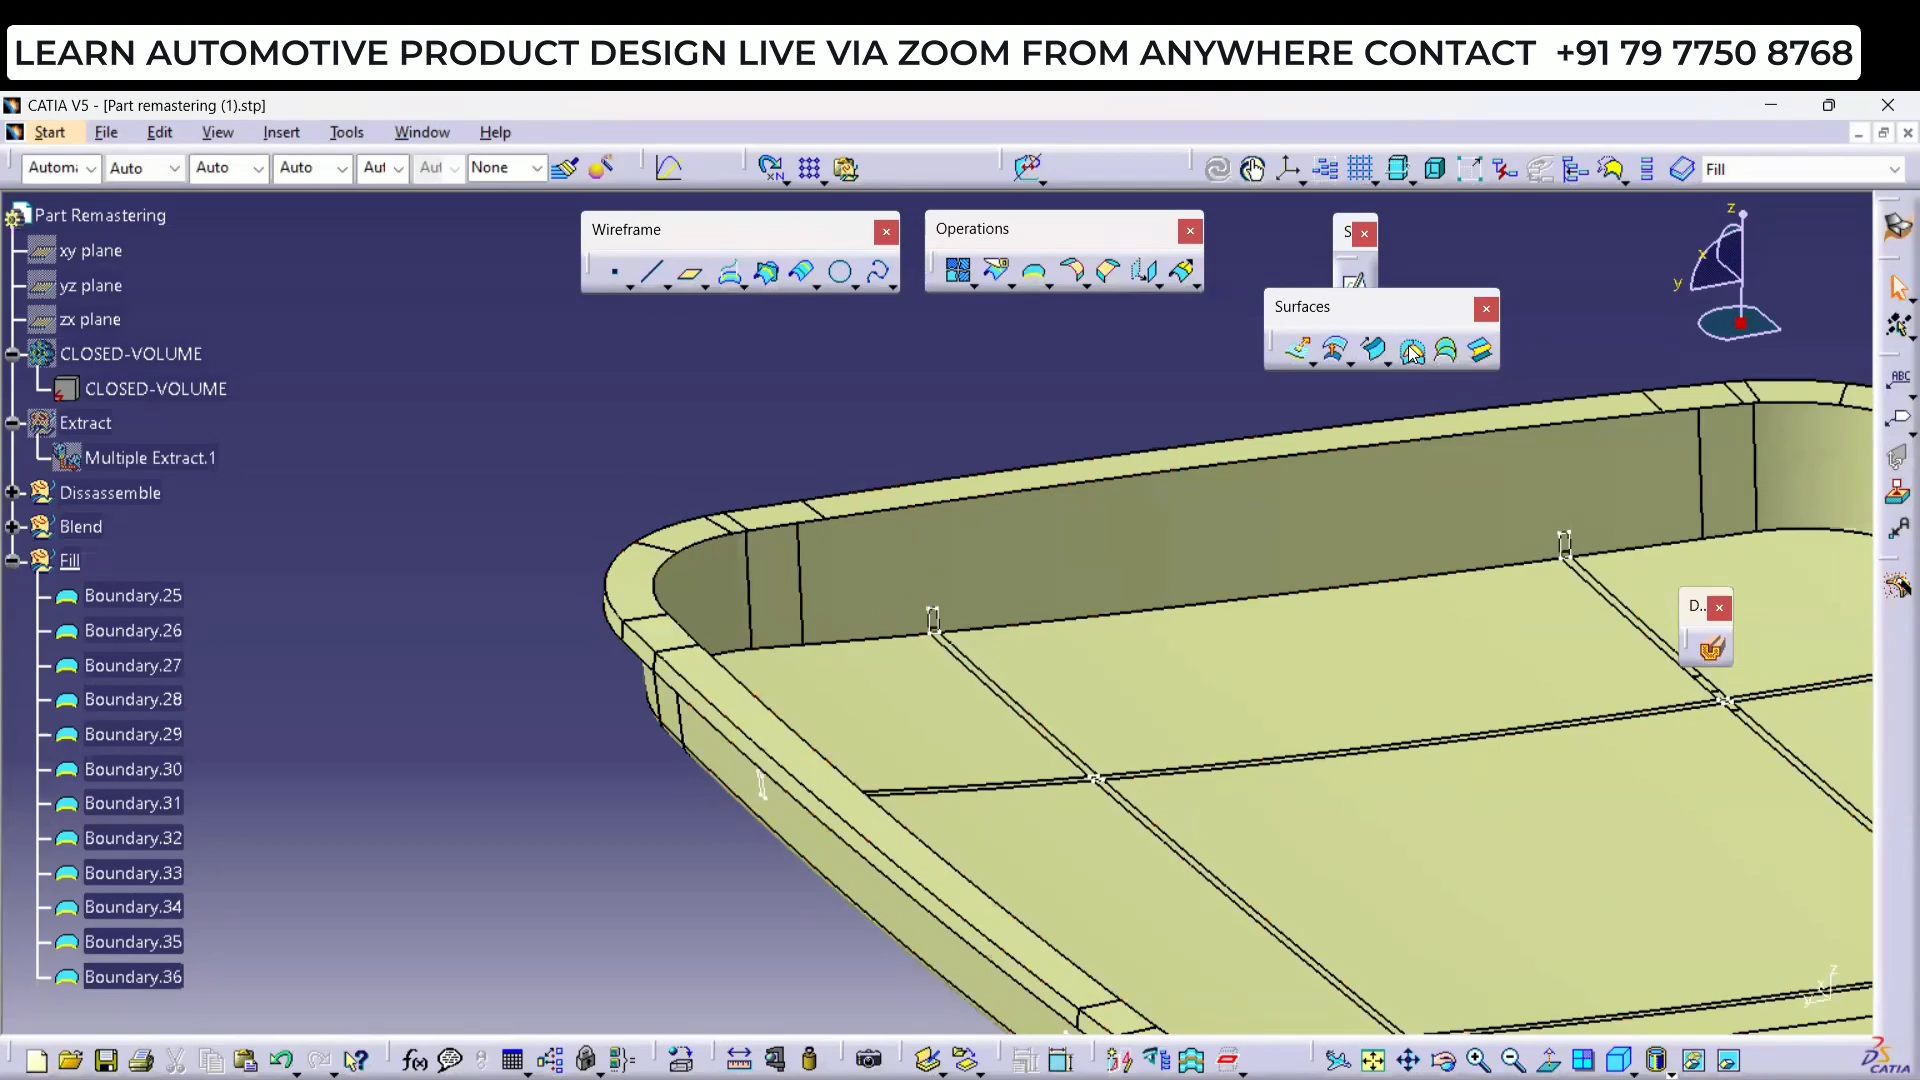 LEARN AUTOMOTIVE PRODUCT DESIGN LIVE VIA ZOOM FROM ANYWHERE CONTACT +91 79 7750 8768
CATIA V5 - [Part remastering (1).stp]
Start File Edit View Insert Tools Window Help
Automa Auto Auto Auto Aut Aut None Fill
Part Remastering
xy plane
yz plane
zx plane
CLOSED-VOLUME
CLOSED-VOLUME
Extract
Multiple Extract.1
Dissassemble
Blend
Fill
Boundary.25
Boundary.26
Boundary.27
Boundary.28
Boundary.29
Boundary.30
Boundary.31
Boundary.32
Boundary.33
Boundary.34
Boundary.35
Boundary.36
Wireframe
Operations
S
Surfaces
D..
z
x
y
ABC
z
f(x)
CATIA